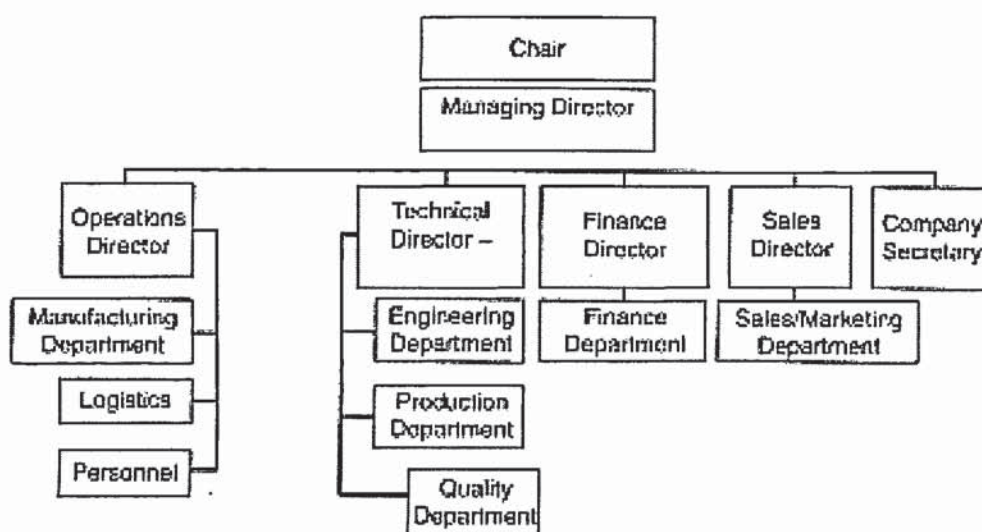 Chair
Managing Director
Operations
Director
Technical
Director –
Finance
Director
Sales
Director
Company
Secretary
Manufacturing
Department
Engineering
Department
Finance
Department
Sales/Marketing
Department
Logistics
Production
Department
Personnel
Quality
Department